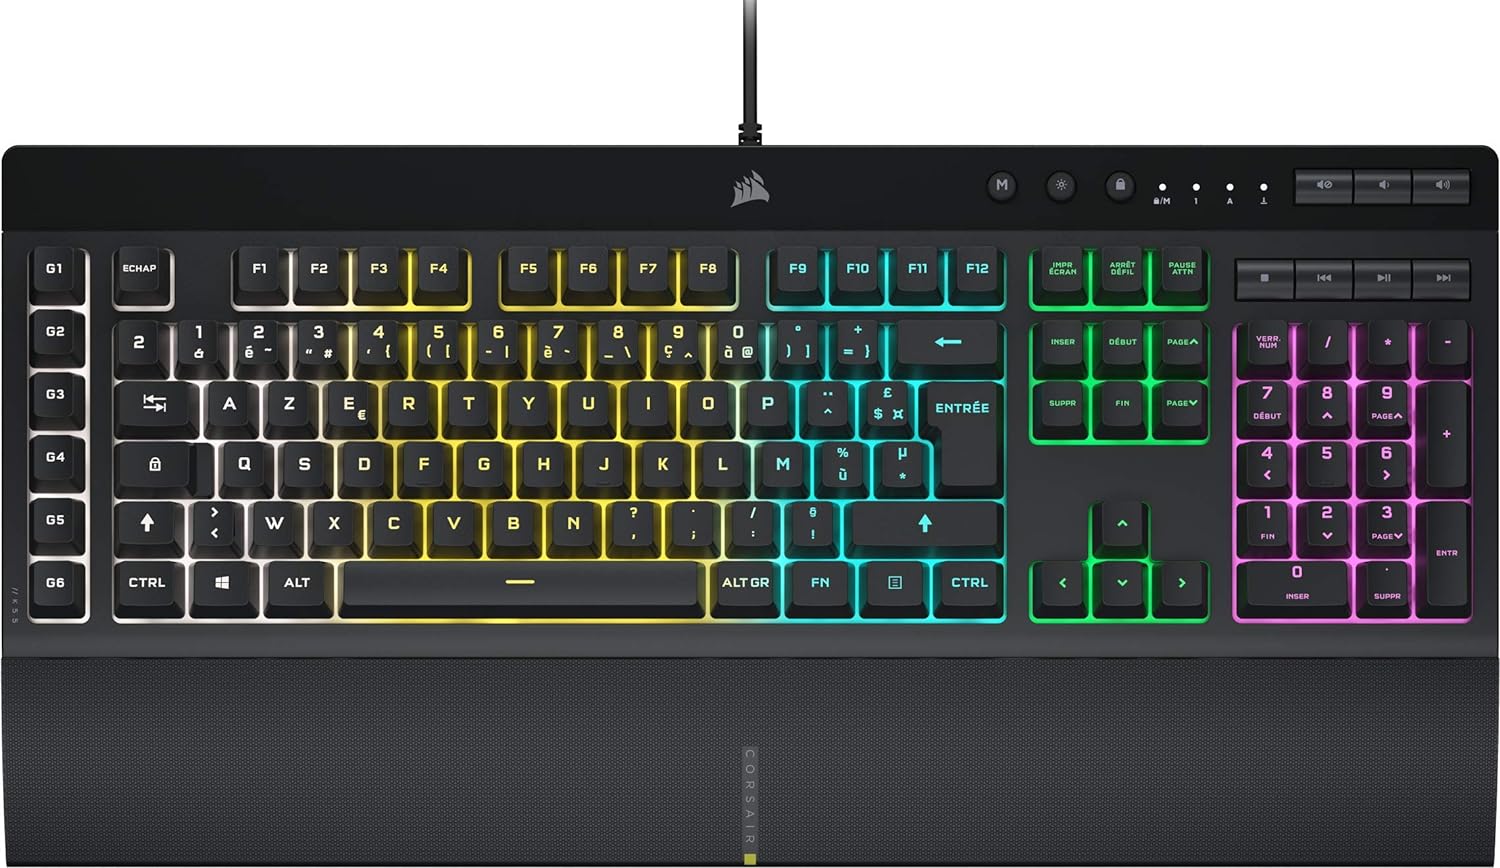 M
🔒/M 1 A ⤓
G1 ECHAP F1 F2 F3 F4 F5 F6 F7 F8 F9 F10 F11 F12 IMPR ÉCRAN ARRÊT DÉFIL PAUSE ATTN
G2 2 1 & 2 é ~ 3 " # 4 ' { 5 ( [ 6 - | 7 è ` 8 _ \ 9 ç ^ 0 à @ ° ) ] + = } ← INSER DÉBUT PAGE^ VERR. NUM / * -
G3 A Z E € R T Y U I O P ¨ ^ £ $ ¤ ENTRÉE SUPPR FIN PAGE⌄ 7 DÉBUT 8 ^ 9 PAGE^ +
G4 Q S D F G H J K L M % ù µ * 4 < 5 6 >
G5 > < W X C V B N ? , . ; / : § ! ^ 1 FIN 2 ⌄ 3 PAGE⌄ ENTR
G6 CTRL ALT ALT GR FN CTRL < ⌄ > 0 INSER . SUPPR
// K55
CORSAIR